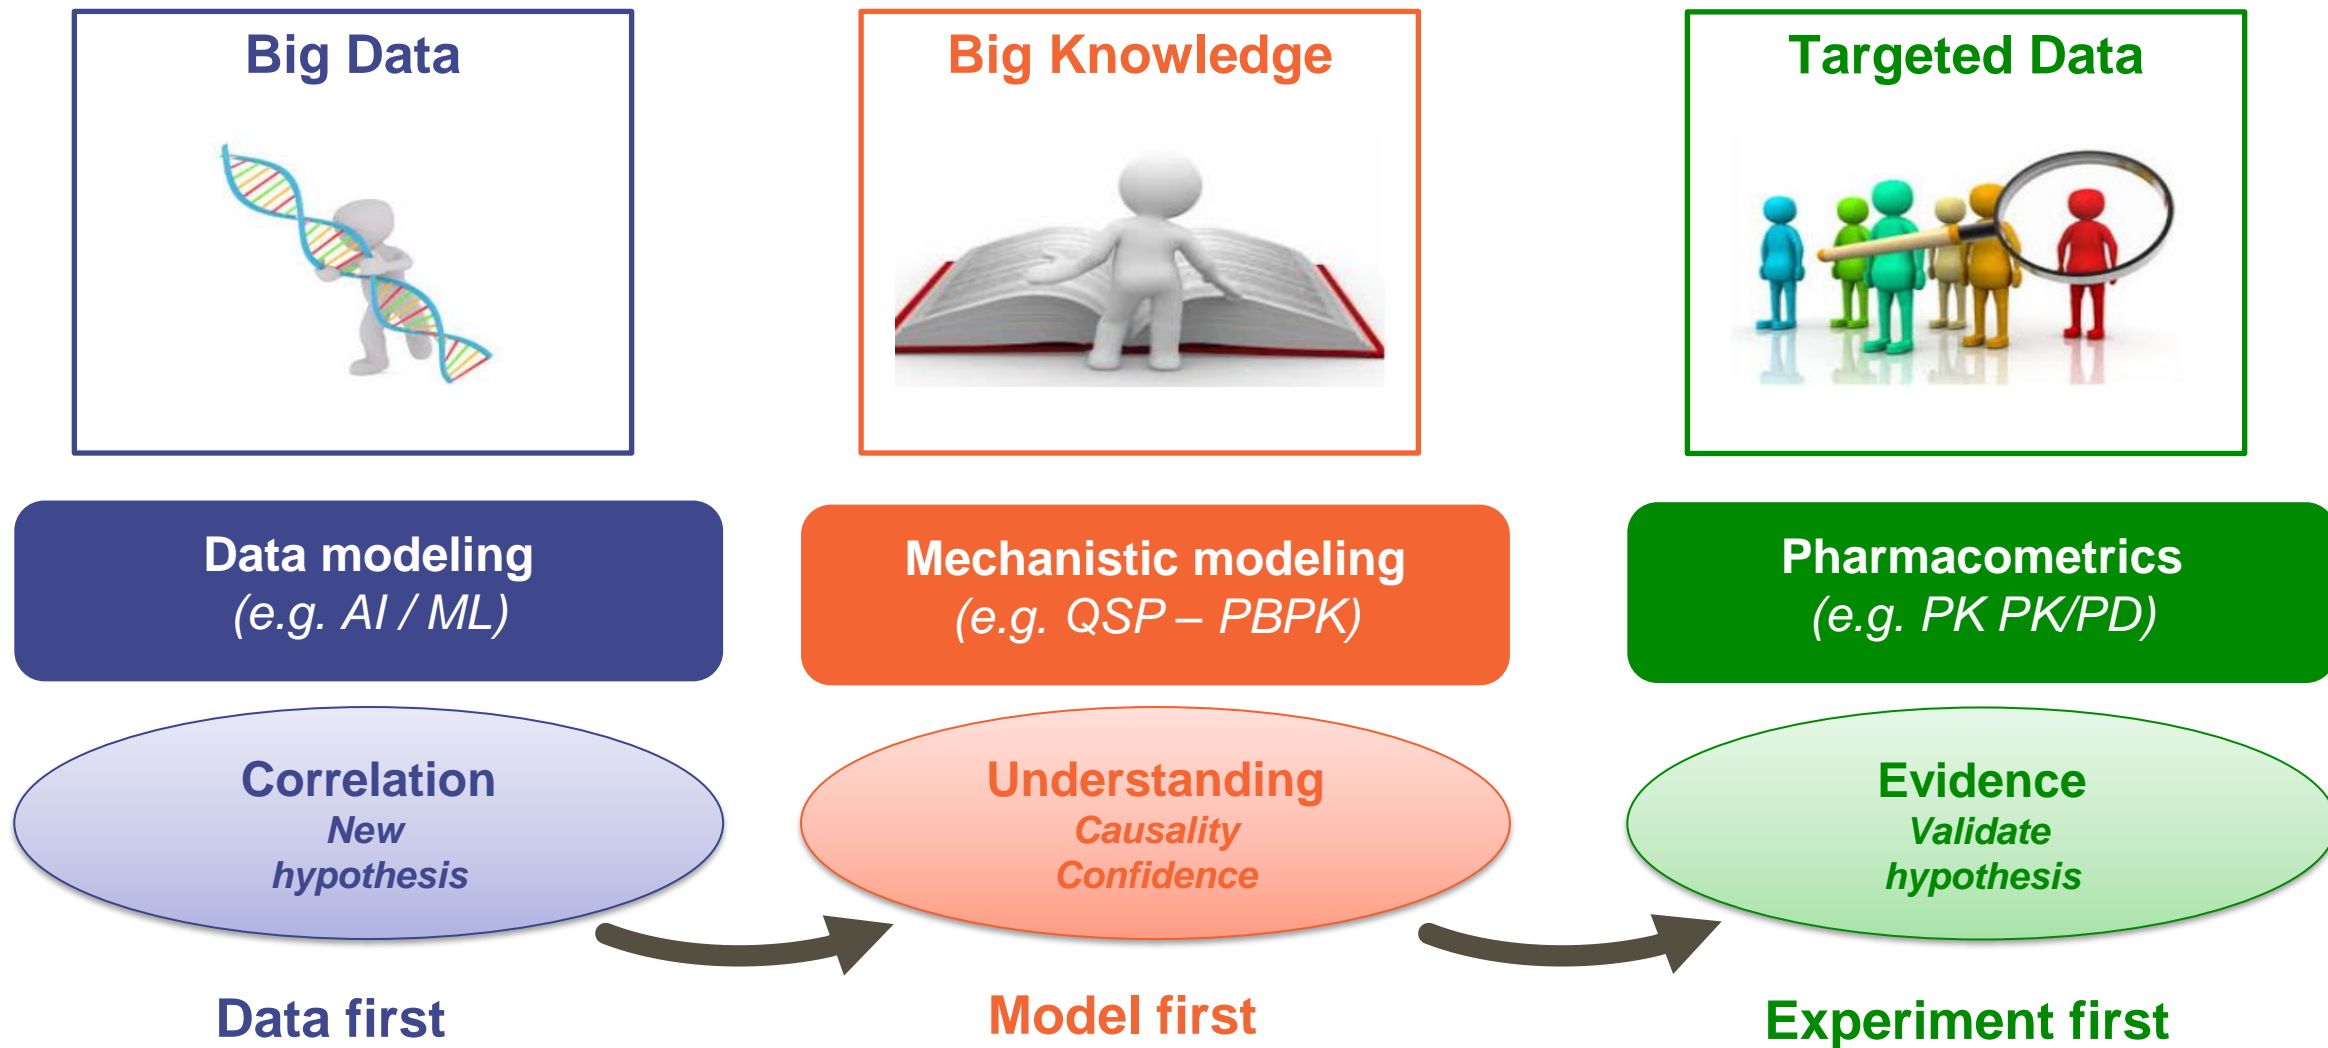 Big Data
Big Knowledge
Targeted Data
Data modeling
(e.g. AI / ML)
Mechanistic modeling
(e.g. QSP – PBPK)
Pharmacometrics
(e.g. PK PK/PD)
Correlation
New
hypothesis
Understanding
Causality
Confidence
Evidence
Validate
hypothesis
Data first
Model first
Experiment first